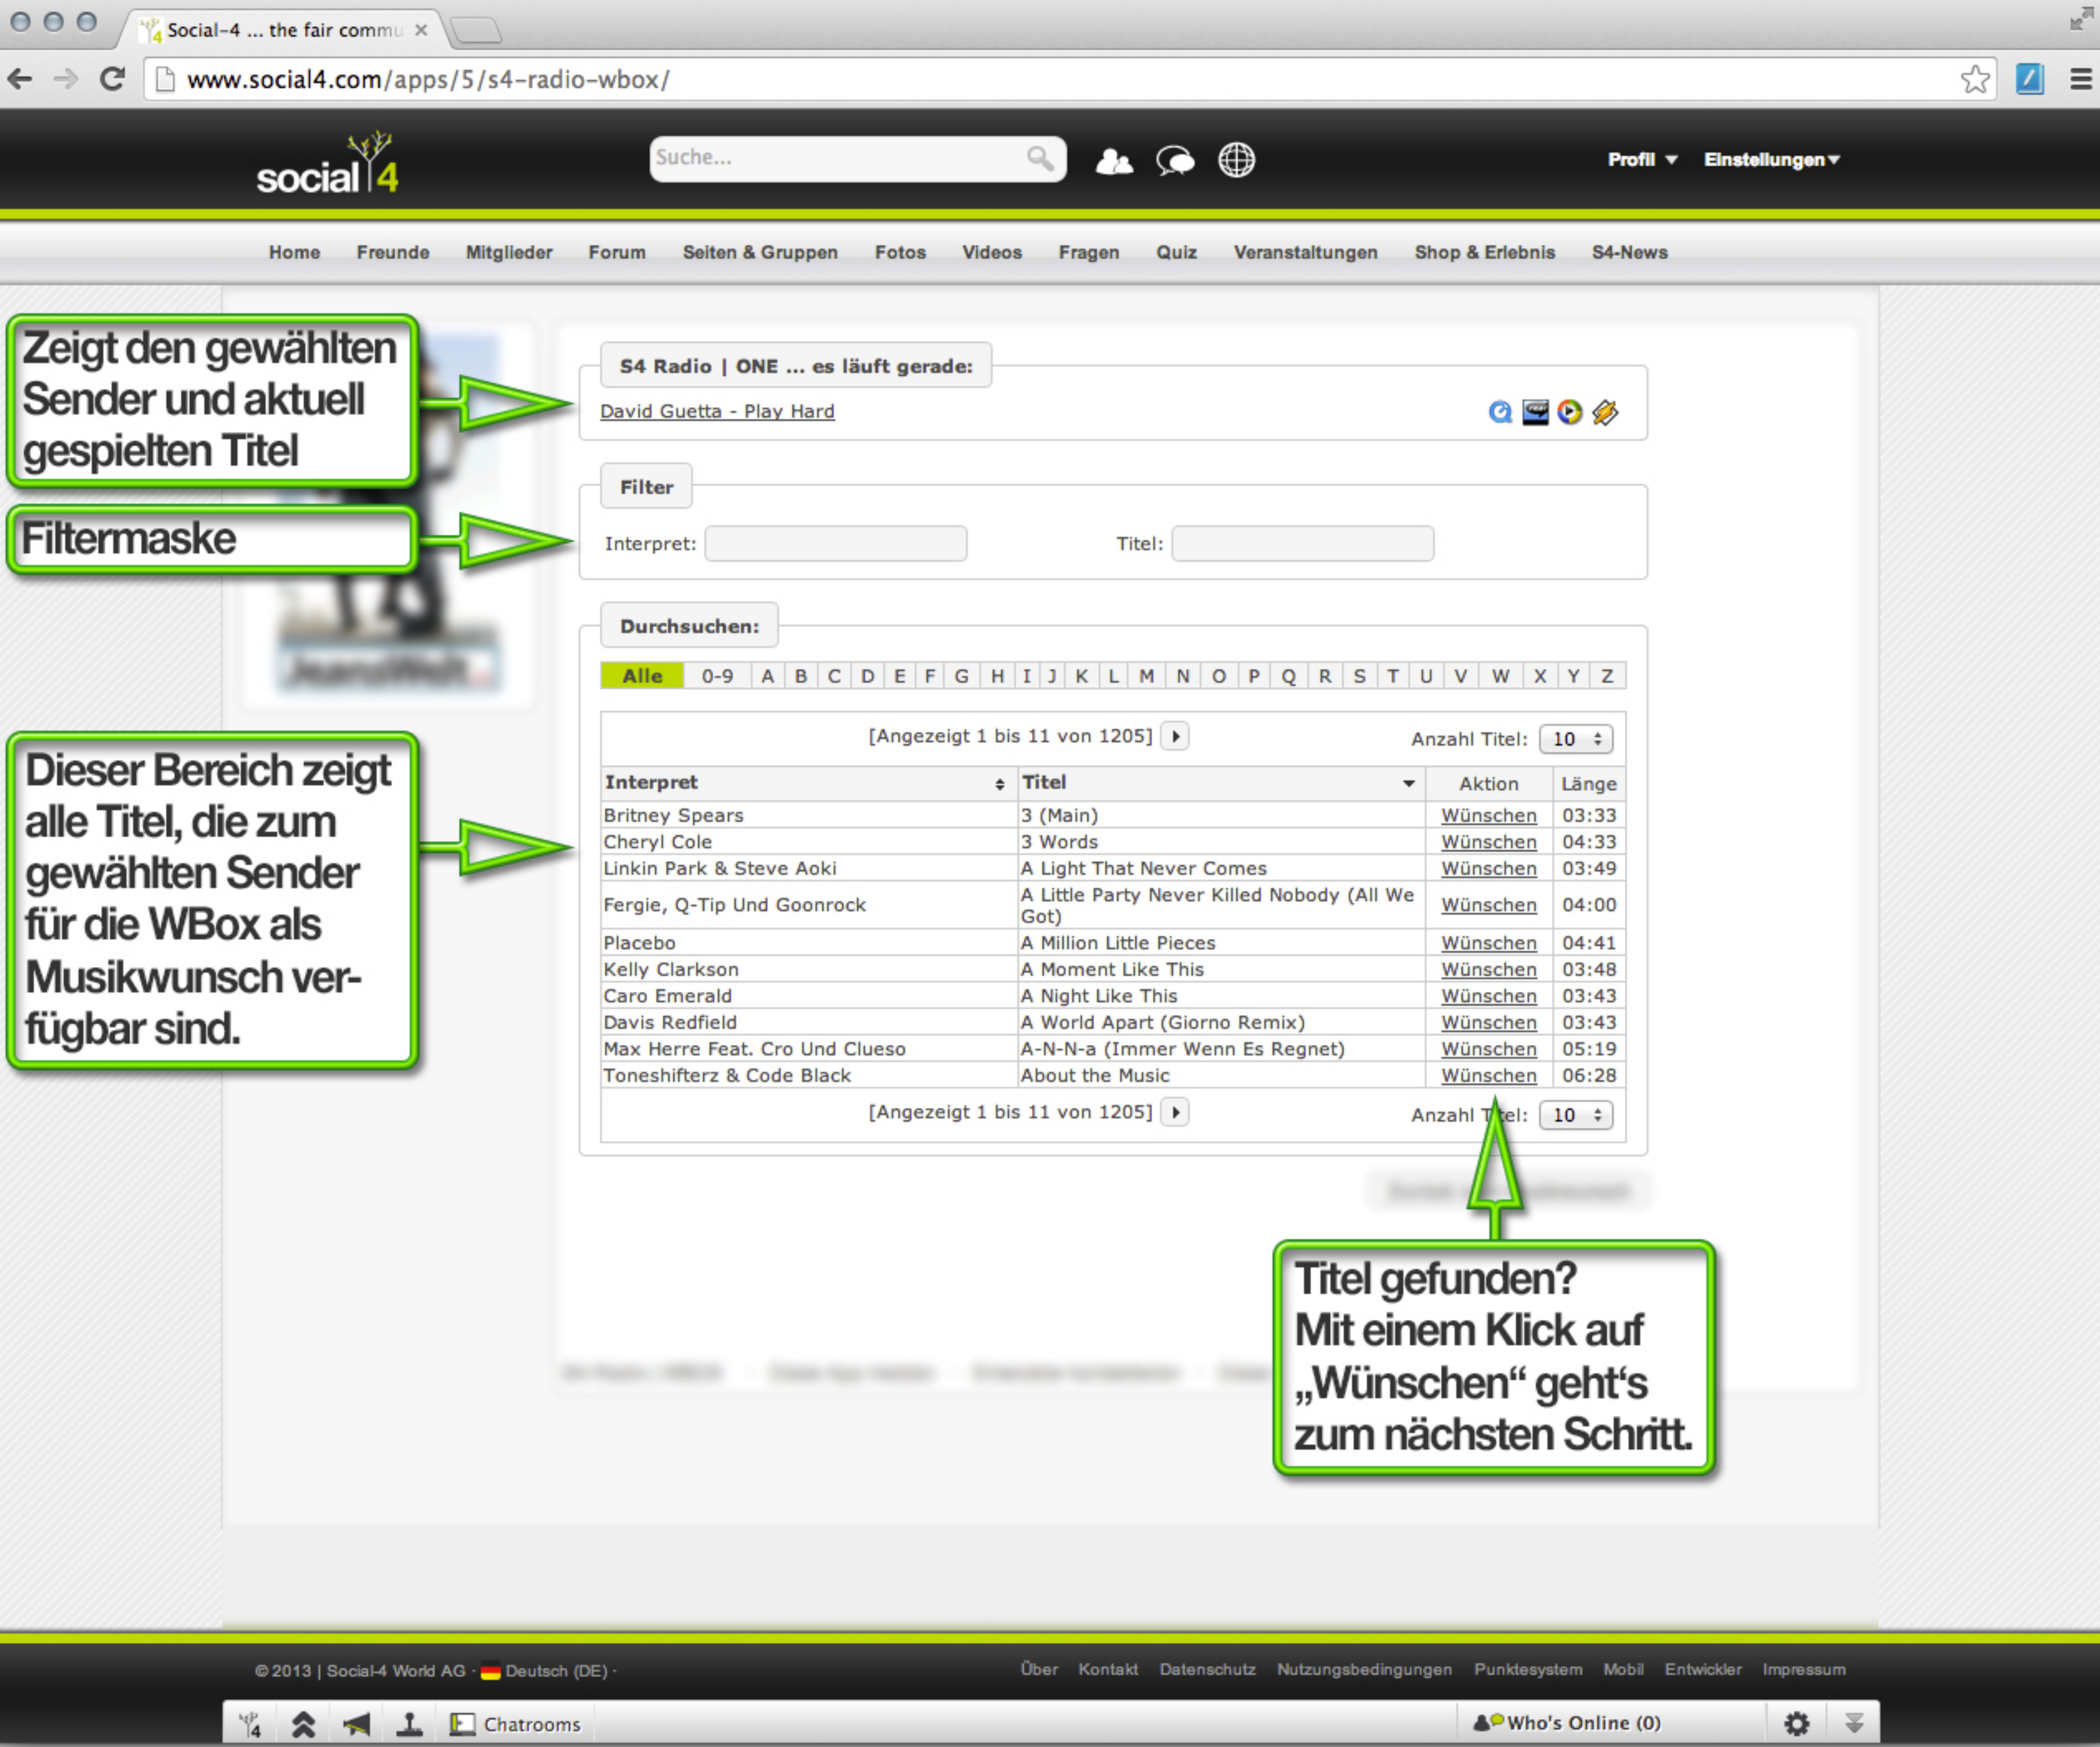 Social-4 ... the fair commu
www.social4.com/apps/5/s4-radio-wbox/
social 4
Suche...
Profil
Einstellungen
Home Freunde Mitglieder Forum Seiten & Gruppen Fotos Videos Fragen Quiz Veranstaltungen Shop & Erlebnis S4-News
Zeigt den gewählten
Sender und aktuell
gespielten Titel
S4 Radio | ONE ... es läuft gerade:
David Guetta - Play Hard
Filtermaske
Filter
Interpret:
Titel:
JeansWelt
Durchsuchen:
Alle 0-9 A B C D E F G H I J K L M N O P Q R S T U V W X Y Z
Dieser Bereich zeigt
alle Titel, die zum
gewählten Sender
für die WBox als
Musikwunsch ver-
fügbar sind.
[Angezeigt 1 bis 11 von 1205]
Anzahl Titel: 10
Interpret Titel Aktion Länge
Britney Spears 3 (Main) Wünschen 03:33
Cheryl Cole 3 Words Wünschen 04:33
Linkin Park & Steve Aoki A Light That Never Comes Wünschen 03:49
Fergie, Q-Tip Und Goonrock A Little Party Never Killed Nobody (All We
Got) Wünschen 04:00
Placebo A Million Little Pieces Wünschen 04:41
Kelly Clarkson A Moment Like This Wünschen 03:48
Caro Emerald A Night Like This Wünschen 03:43
Davis Redfield A World Apart (Giorno Remix) Wünschen 03:43
Max Herre Feat. Cro Und Clueso A-N-N-a (Immer Wenn Es Regnet) Wünschen 05:19
Toneshifterz & Code Black About the Music Wünschen 06:28
[Angezeigt 1 bis 11 von 1205]
Anzahl Titel: 10
Titel gefunden?
Mit einem Klick auf
„Wünschen“ geht‘s
zum nächsten Schritt.
© 2013 | Social-4 World AG · Deutsch (DE) ·
Über Kontakt Datenschutz Nutzungsbedingungen Punktesystem Mobil Entwickler Impressum
4
Chatrooms
Who's Online (0)